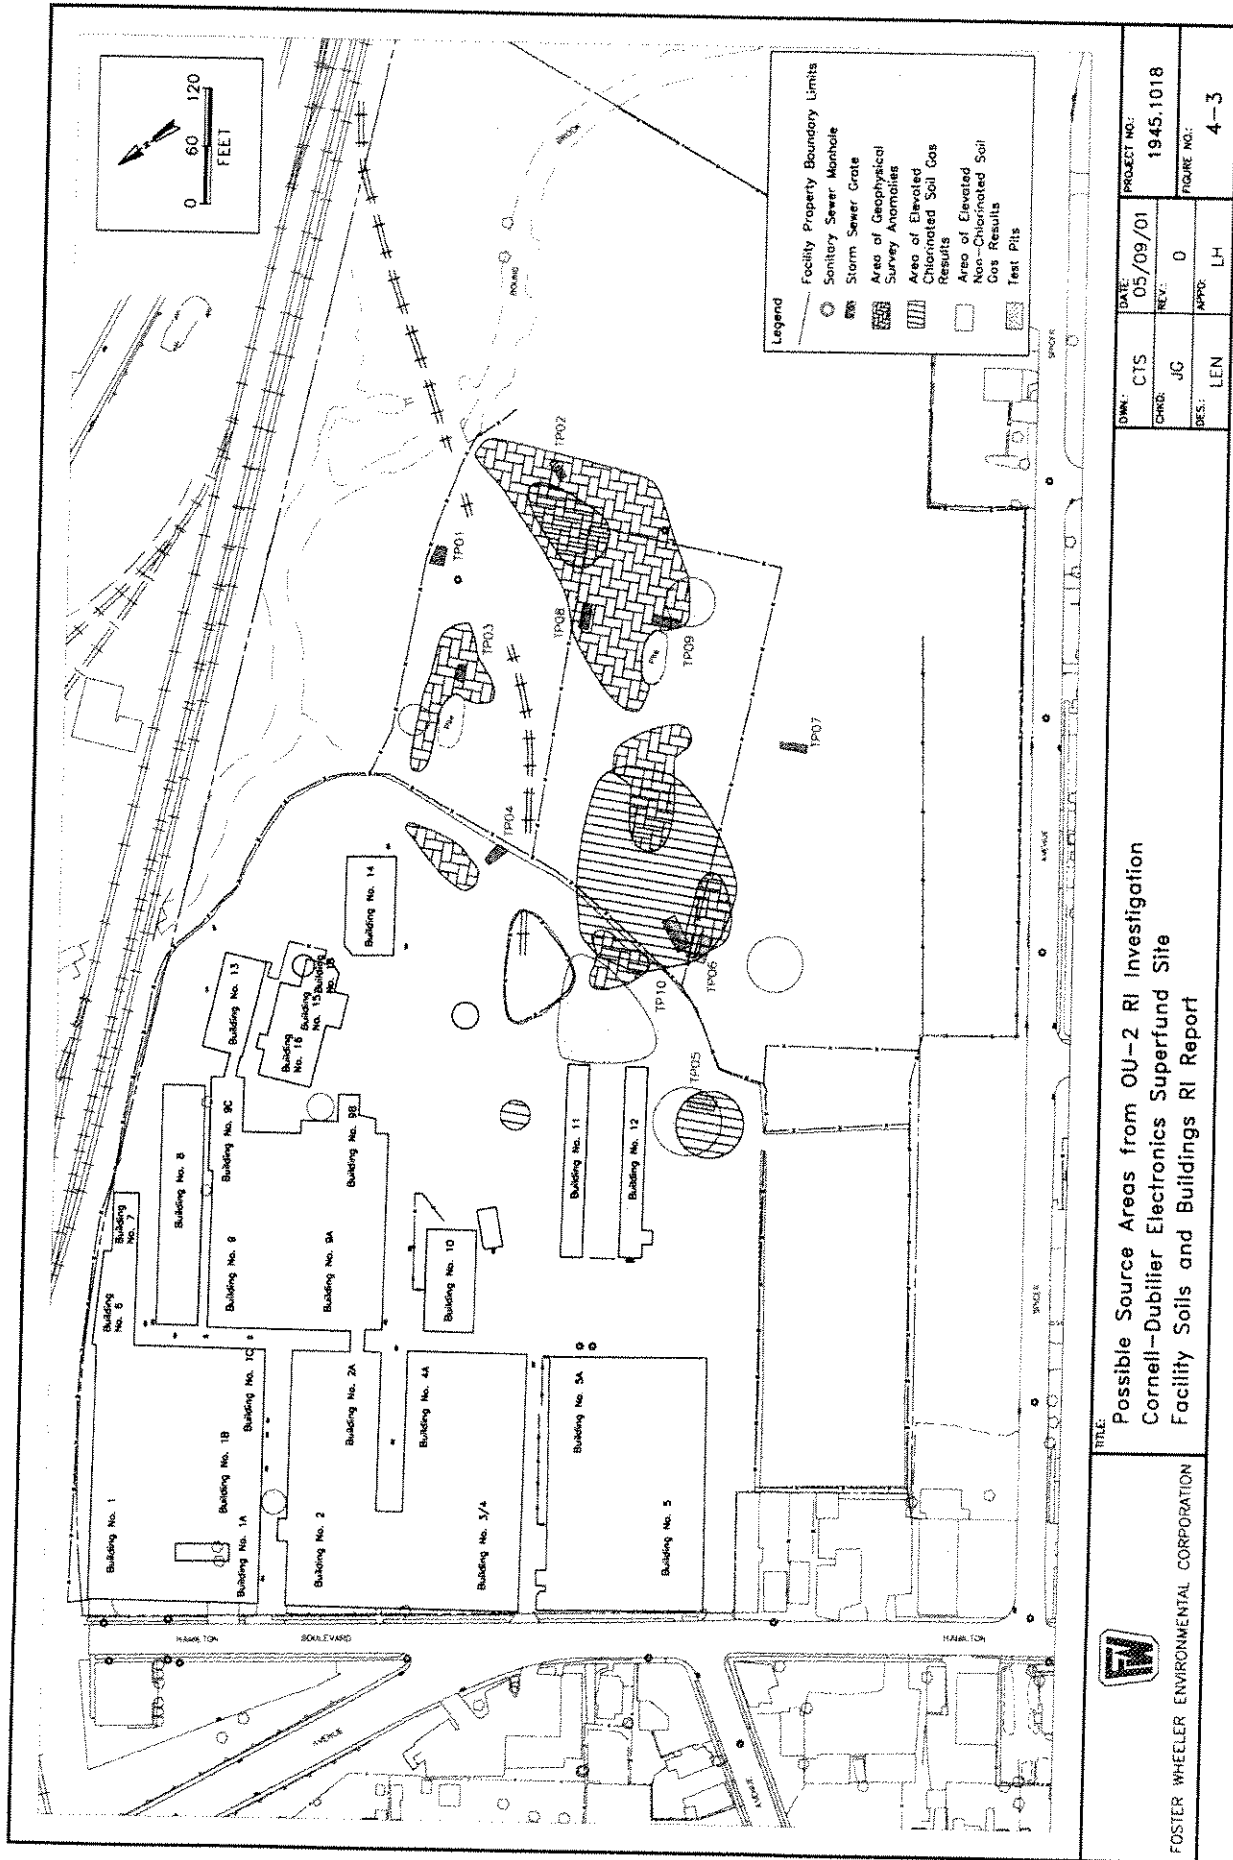 0 60 120
FEET
BROOK
Legend
Facility Property Boundary Limits
Sanitary Sewer Manhole
Storm Sewer Grate
Area of Geophysical
Survey Anomalies
Area of Elevated
Chlorinated Soil Gas
Results
Area of Elevated
Non-Chlorinated Soil
Gas Results
Test Pits
TP01
TP02
TP03
TP04
TP05
TP06
TP07
TP08
TP09
TP10
Pile
Pile
Building No. 14
Building No. 13
Building
No. 15
Building
No. 16
Building
No. 18
Building No. 8
Building
No. 7
Building
No. 6
Building No. 9C
Building No. 9B
Building No. 9
Building No. 9A
Building No. 10
Building No. 11
Building No. 12
Building No. 1
Building No. 1A
Building No. 1B
Building No. 1C
Building No. 2
Building No. 2A
Building No. 3/4
Building No. 4A
Building No. 5
Building No. 5A
HAMILTON
BOULEVARD
HAMILTON
AVENUE
AVENUE
SPICER
AVENUE
SPICER
FOSTER WHEELER ENVIRONMENTAL CORPORATION
TITLE:
Possible Source Areas from OU-2 RI Investigation
Cornell-Dubilier Electronics Superfund Site
Facility Soils and Buildings RI Report
DWN.: CTS
CHKD: JG
DES.: LEN
DATE: 05/09/01
REV.: 0
APPD: LH
PROJECT NO.:
1945.1018
FIGURE NO.:
4-3